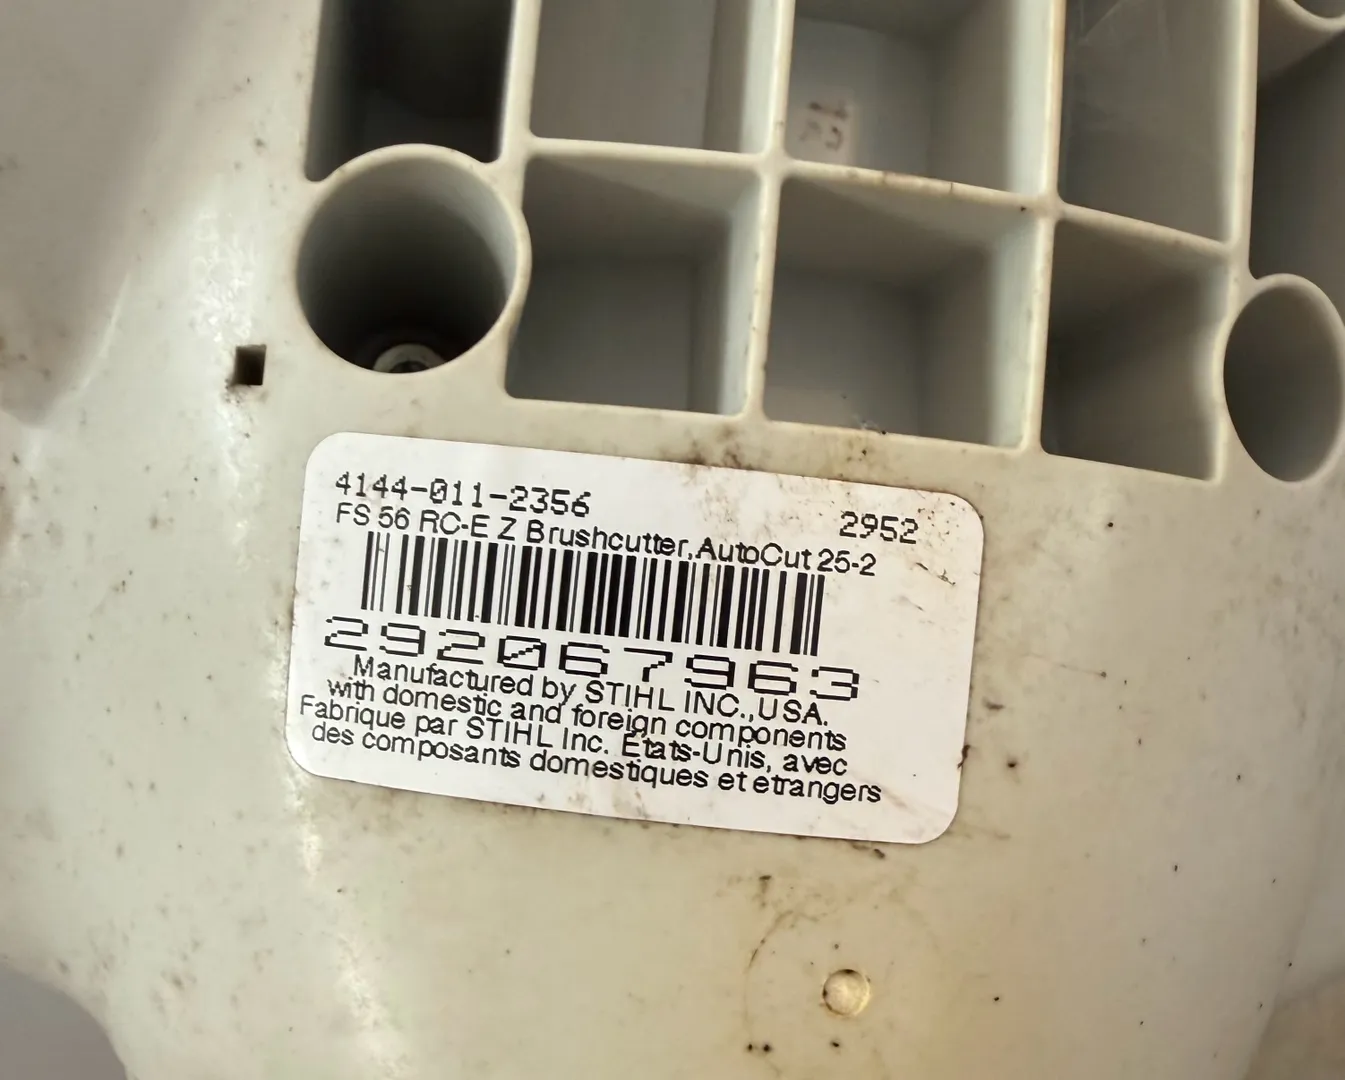 4144-011-2356 2952
FS 56 RC-E Z Brushcutter,AutoCut 25-2
292067963
Manufactured by STIHL INC.,USA.
with domestic and foreign components
Fabrique par STIHL Inc. États-Unis, avec
des composants domestiques et etrangers